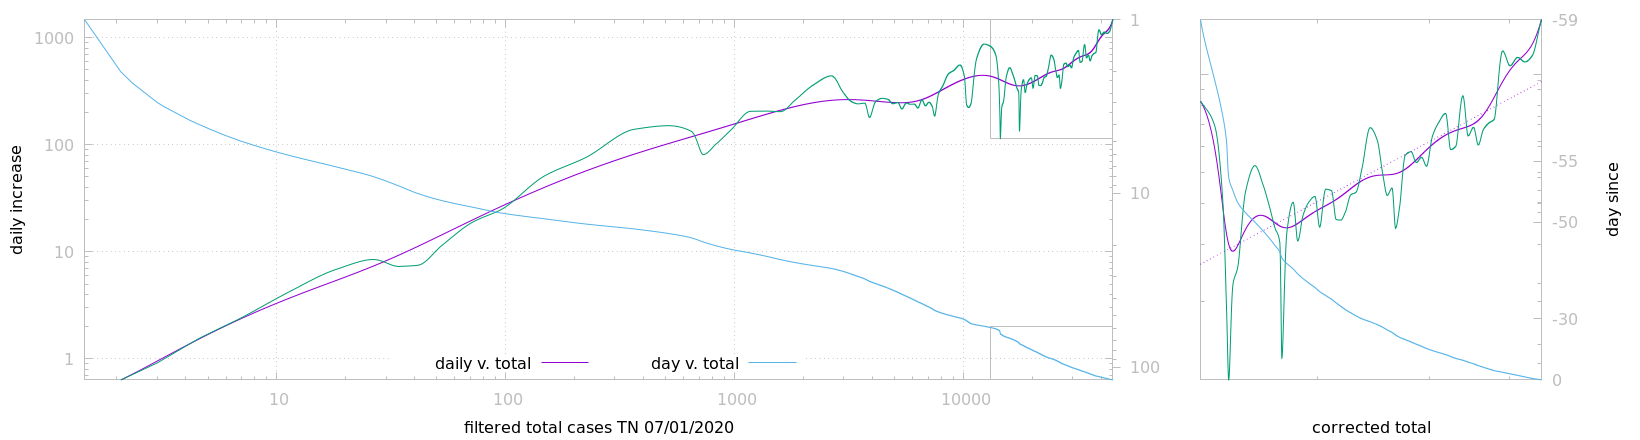 1000
100
10
1
daily increase
10
100
1000
10000
filtered total cases TN 07/01/2020
daily v. total
day v. total
1
10
100
-59
-55
-50
-30
0
day since
corrected total